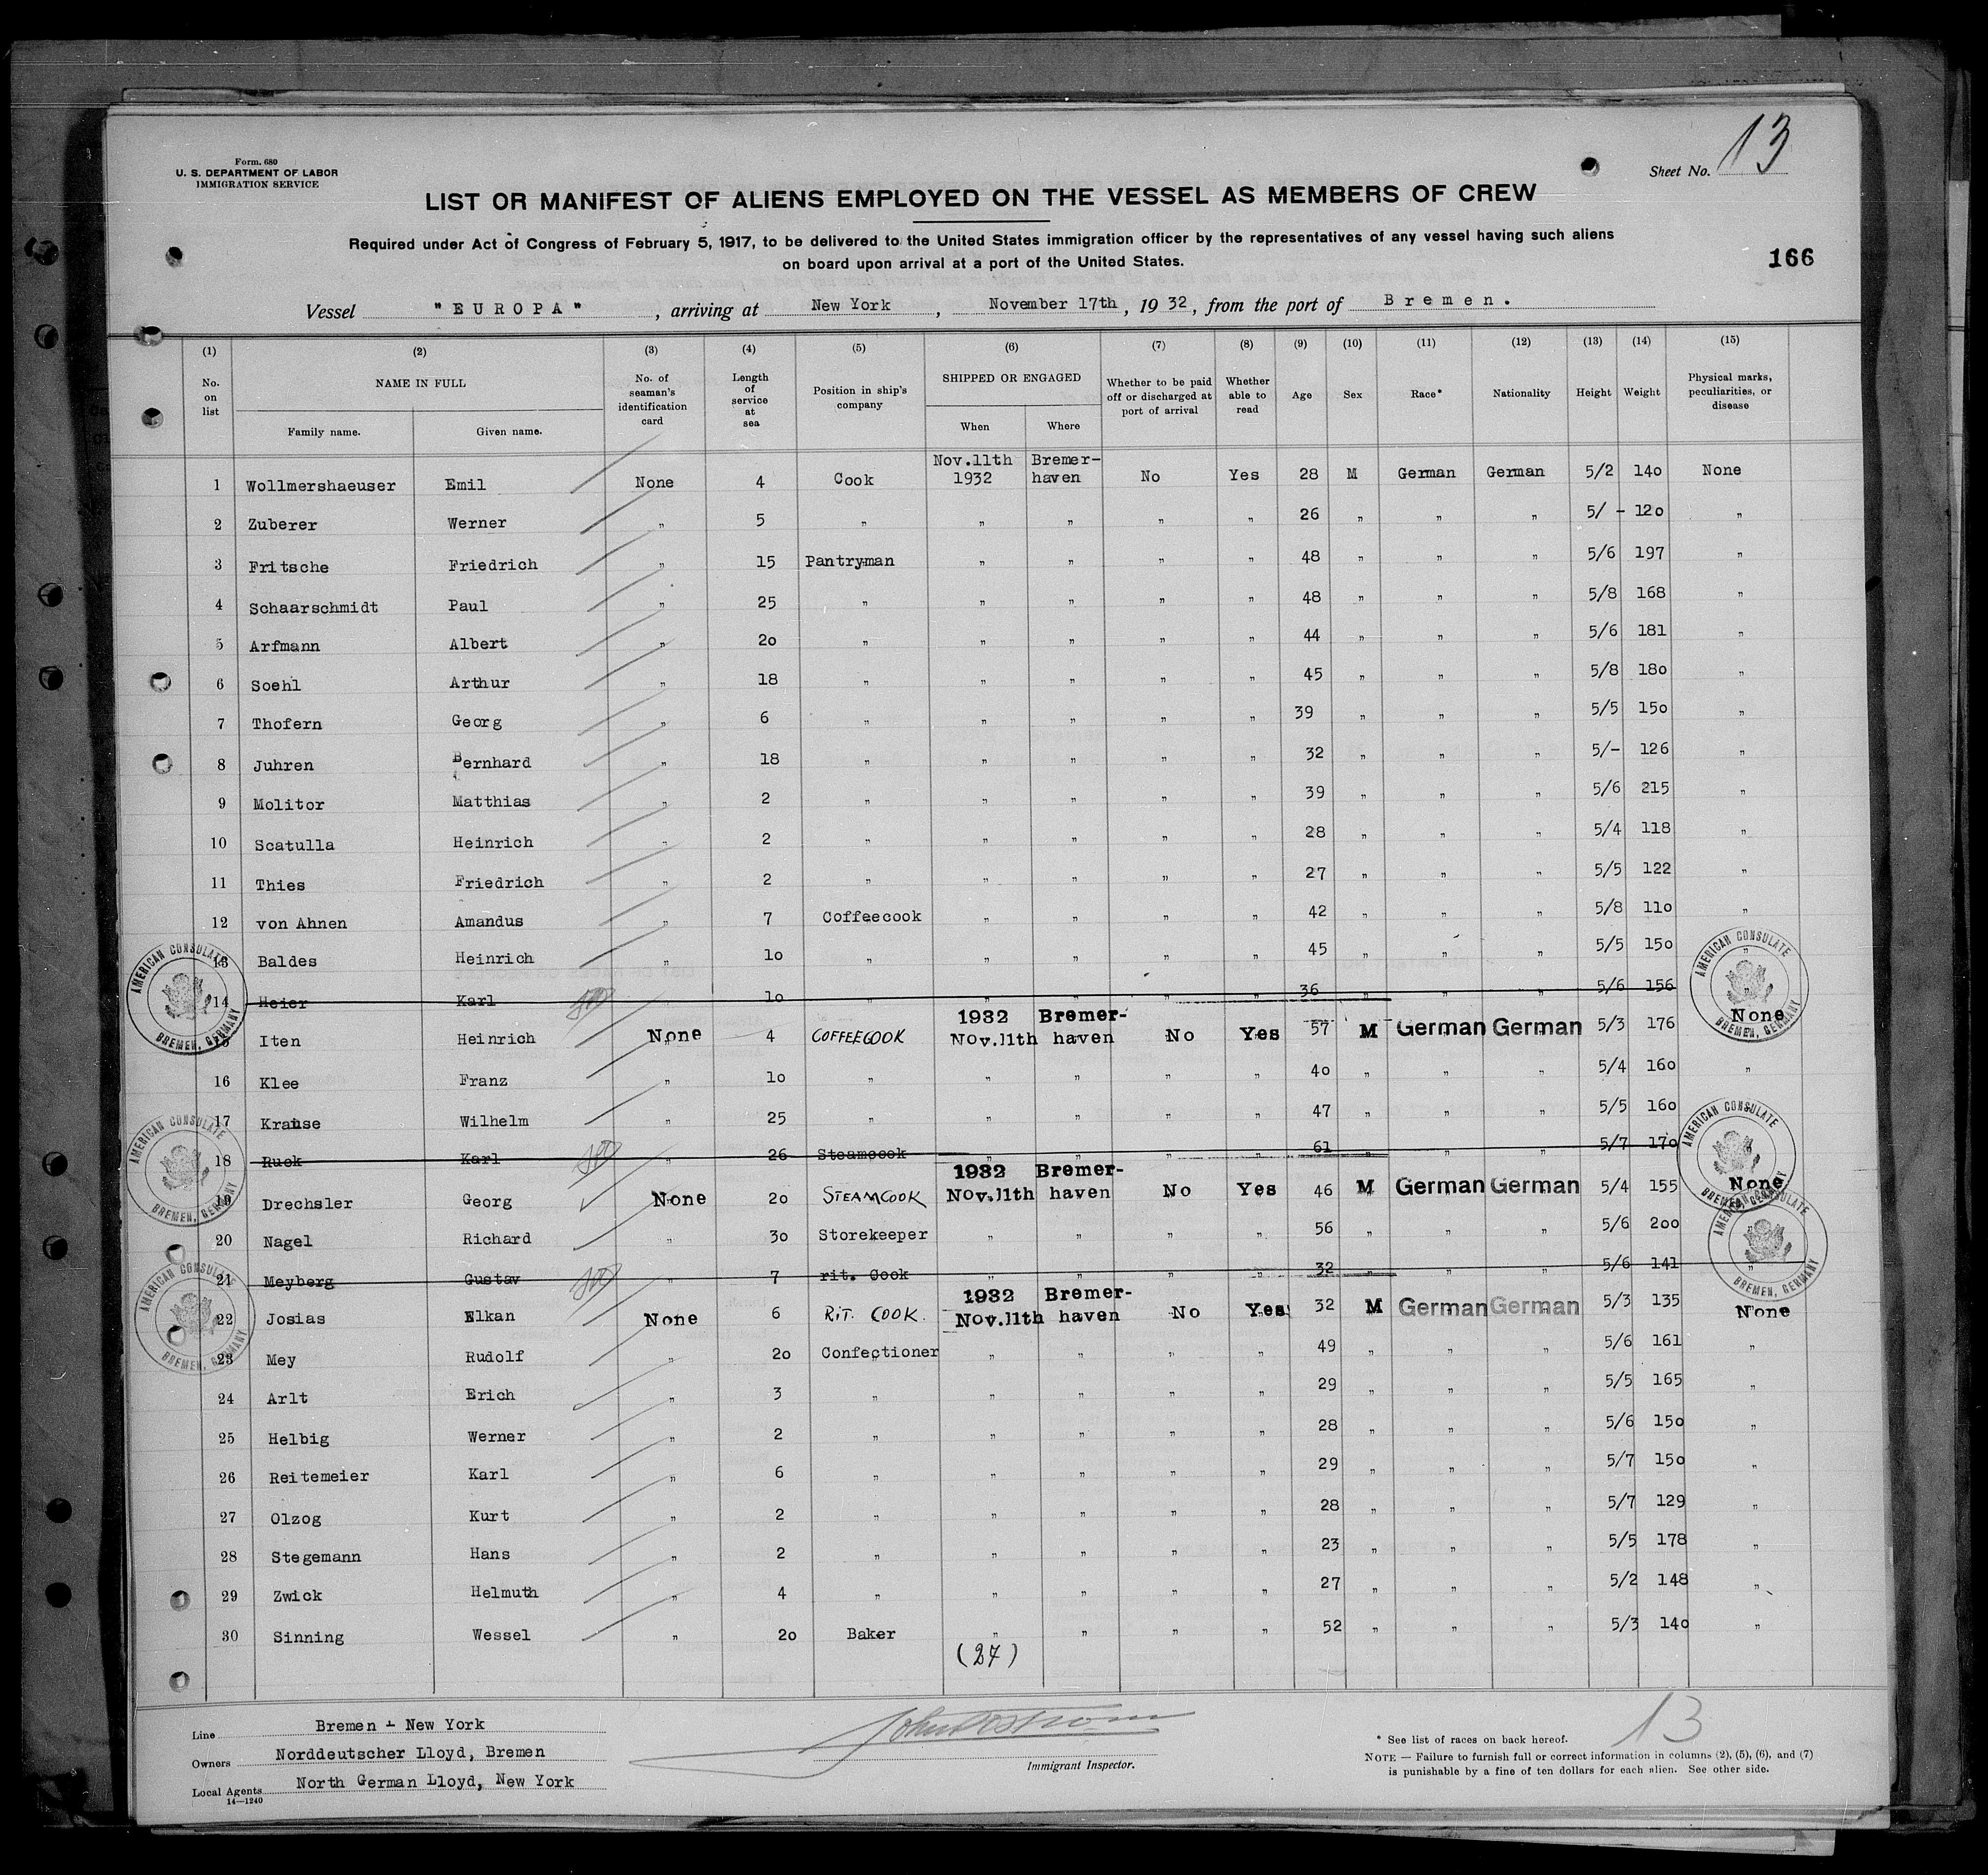 Form. 680
U. S. DEPARTMENT OF LABOR
IMMIGRATION SERVICE
Sheet No. 13
LIST OR MANIFEST OF ALIENS EMPLOYED ON THE VESSEL AS MEMBERS OF CREW
Required under Act of Congress of February 5, 1917, to be delivered to the United States immigration officer by the representatives of any vessel having such aliens
on board upon arrival at a port of the United States.
166
Vessel "EUROPA", arriving at New York, November 17th, 1932, from the port of Bremen.
(1) (2) (3) (4) (5) (6) (7) (8) (9) (10) (11) (12) (13) (14) (15)
No. on list NAME IN FULL Family name. Given name. No. of seaman's identification card Length of service at sea Position in ship's company SHIPPED OR ENGAGED When Where Whether to be paid off or discharged at port of arrival Whether able to read Age Sex Race* Nationality Height Weight Physical marks, peculiarities, or disease
1 Wollmershaeuser Emil None 4 Cook Nov.11th 1932 Bremer-haven No Yes 28 M German German 5/2 140 None
2 Zuberer Werner " 5 " " " " " 26 " " " 5/- 120 "
3 Fritsche Friedrich " 15 Pantryman " " " " 48 " " " 5/6 197 "
4 Schaarschmidt Paul " 25 " " " " " 48 " " " 5/8 168 "
5 Arfmann Albert " 20 " " " " " 44 " " " 5/6 181 "
6 Soehl Arthur " 18 " " " " " 45 " " " 5/8 180 "
7 Thofern Georg " 6 " " " " " 39 " " " 5/5 150 "
8 Juhren Bernhard " 18 " " " " " 32 " " " 5/- 126 "
9 Molitor Matthias " 2 " " " " " 39 " " " 5/6 215 "
10 Scatulla Heinrich " 2 " " " " " 28 " " " 5/4 118 "
11 Thies Friedrich " 2 " " " " " 27 " " " 5/5 122 "
12 von Ahnen Amandus " 7 Coffeecook " " " " 42 " " " 5/8 110 "
13 Baldes Heinrich " 10 " " " " " 45 " " " 5/5 150 "
14 Heier Karl " 10 " " " " " 36 " " " 5/6 156 "
15 Iten Heinrich None 4 COFFEECOOK 1932 Nov.11th Bremer-haven No Yes 57 M German German 5/3 176 None
16 Klee Franz " 10 " " " " " 40 " " " 5/4 160 "
17 Krause Wilhelm " 25 " " " " " 47 " " " 5/5 160 "
18 Ruck Karl " 26 Steamcook " " " " 61 " " " 5/7 170 "
19 Drechsler Georg None 20 STEAMCOOK 1932 Nov.11th Bremer-haven No Yes 46 M German German 5/4 155 None
20 Nagel Richard " 30 Storekeeper " " " " 56 " " " 5/6 200 "
21 Meyberg Gustav " 7 rit. Cook " " " " 32 " " " 5/6 141 "
22 Josias Elkan None 6 RIT. COOK. 1932 Nov.11th Bremer-haven No Yes 32 M German German 5/3 135 None
23 Mey Rudolf " 20 Confectioner " " " " 49 " " " 5/6 161 "
24 Arlt Erich " 3 " " " " " 29 " " " 5/5 165 "
25 Helbig Werner " 2 " " " " " 28 " " " 5/6 150 "
26 Reitemeier Karl " 6 " " " " " 29 " " " 5/7 150 "
27 Olzog Kurt " 2 " " " " " 28 " " " 5/7 129 "
28 Stegemann Hans " 2 " " " " " 23 " " " 5/5 178 "
29 Zwick Helmuth " 4 " " " " " 27 " " " 5/2 148 "
30 Sinning Wessel " 20 Baker " " " " 52 " " " 5/3 140 "
(27)
AMERICAN CONSULATE BREMEN, GERMANY
AMERICAN CONSULATE BREMEN, GERMANY
AMERICAN CONSULATE BREMEN, GERMANY
AMERICAN CONSULATE BREMEN, GERMANY
AMERICAN CONSULATE BREMEN, GERMANY
AMERICAN CONSULATE BREMEN, GERMANY
Line Bremen - New York
Owners Norddeutscher Lloyd, Bremen
Local Agents North German Lloyd, New York
14—1240
Immigrant Inspector.
13
* See list of races on back hereof.
NOTE — Failure to furnish full or correct information in columns (2), (5), (6), and (7)
is punishable by a fine of ten dollars for each alien. See other side.